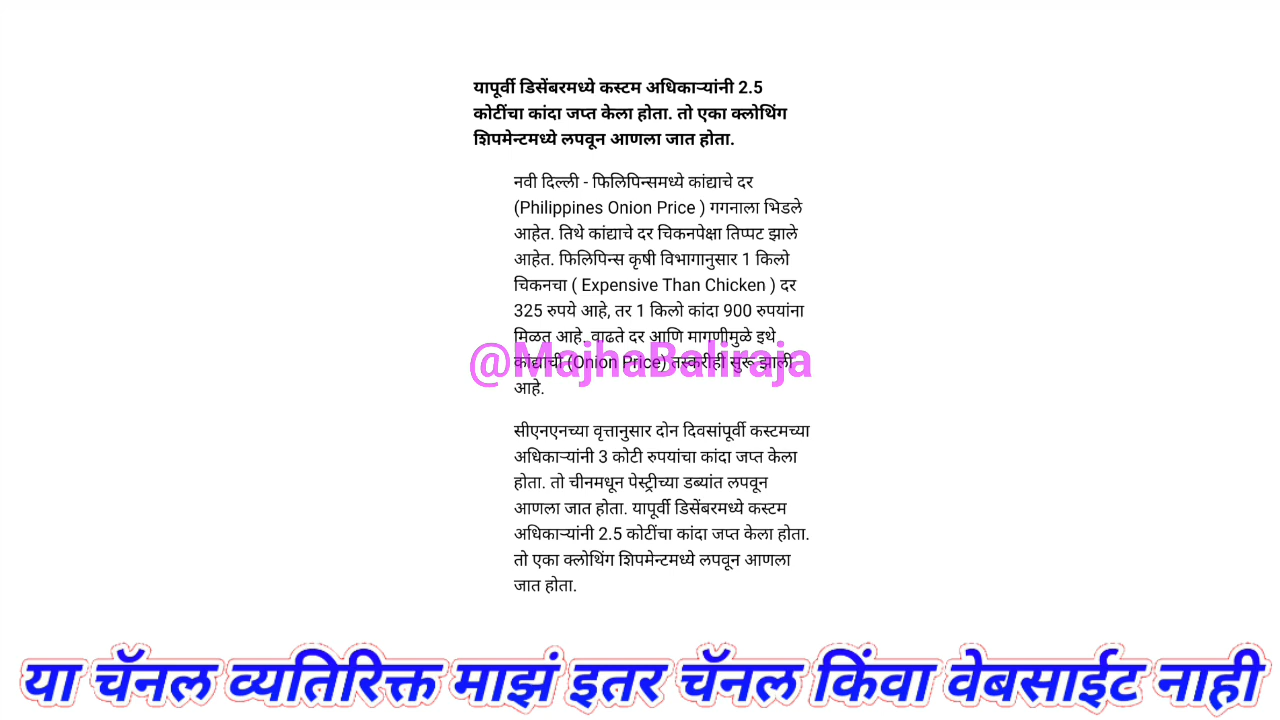 यापूर्वी डिसेंबरमध्ये कस्टम अधिकाऱ्यांनी 2.5
कोटींचा कांदा जप्त केला होता. तो एका क्लोथिंग
शिपमेन्टमध्ये लपवून आणला जात होता.
नवी दिल्ली - फिलिपिन्समध्ये कांद्याचे दर
(Philippines Onion Price ) गगनाला भिडले
आहेत. तिथे कांद्याचे दर चिकनपेक्षा तिप्पट झाले
आहेत. फिलिपिन्स कृषी विभागानुसार 1 किलो
चिकनचा ( Expensive Than Chicken ) दर
325 रुपये आहे, तर 1 किलो कांदा 900 रुपयांना
मिळत आहे. वाढते दर आणि मागणीमुळे इथे
कांद्याची (Onion Price) तस्करीही सुरू झाली
@MajhaBaliraja
आहे.
सीएनएनच्या वृत्तानुसार दोन दिवसांपूर्वी कस्टमच्या
अधिकाऱ्यांनी 3 कोटी रुपयांचा कांदा जप्त केला
होता. तो चीनमधून पेस्ट्रीच्या डब्यांत लपवून
आणला जात होता. यापूर्वी डिसेंबरमध्ये कस्टम
अधिकाऱ्यांनी 2.5 कोटींचा कांदा जप्त केला होता.
तो एका क्लोथिंग शिपमेन्टमध्ये लपवून आणला
जात होता.
या चॅनल व्यतिरिक्त माझं इतर चॅनल किंवा वेबसाईट नाही